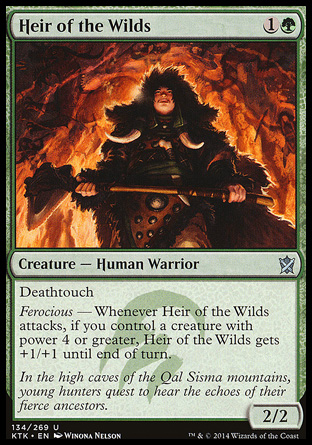 Heir of the Wilds 1
Creature — Human Warrior
Deathtouch
Ferocious — Whenever Heir of the Wilds
attacks, if you control a creature with
power 4 or greater, Heir of the Wilds gets
+1/+1 until end of turn.
In the high caves of the Qal Sisma mountains,
young hunters quest to hear the echoes of their
fierce ancestors.
134/269 U
KTK • EN Winona Nelson
™ & © 2014 Wizards of the Coast
2/2